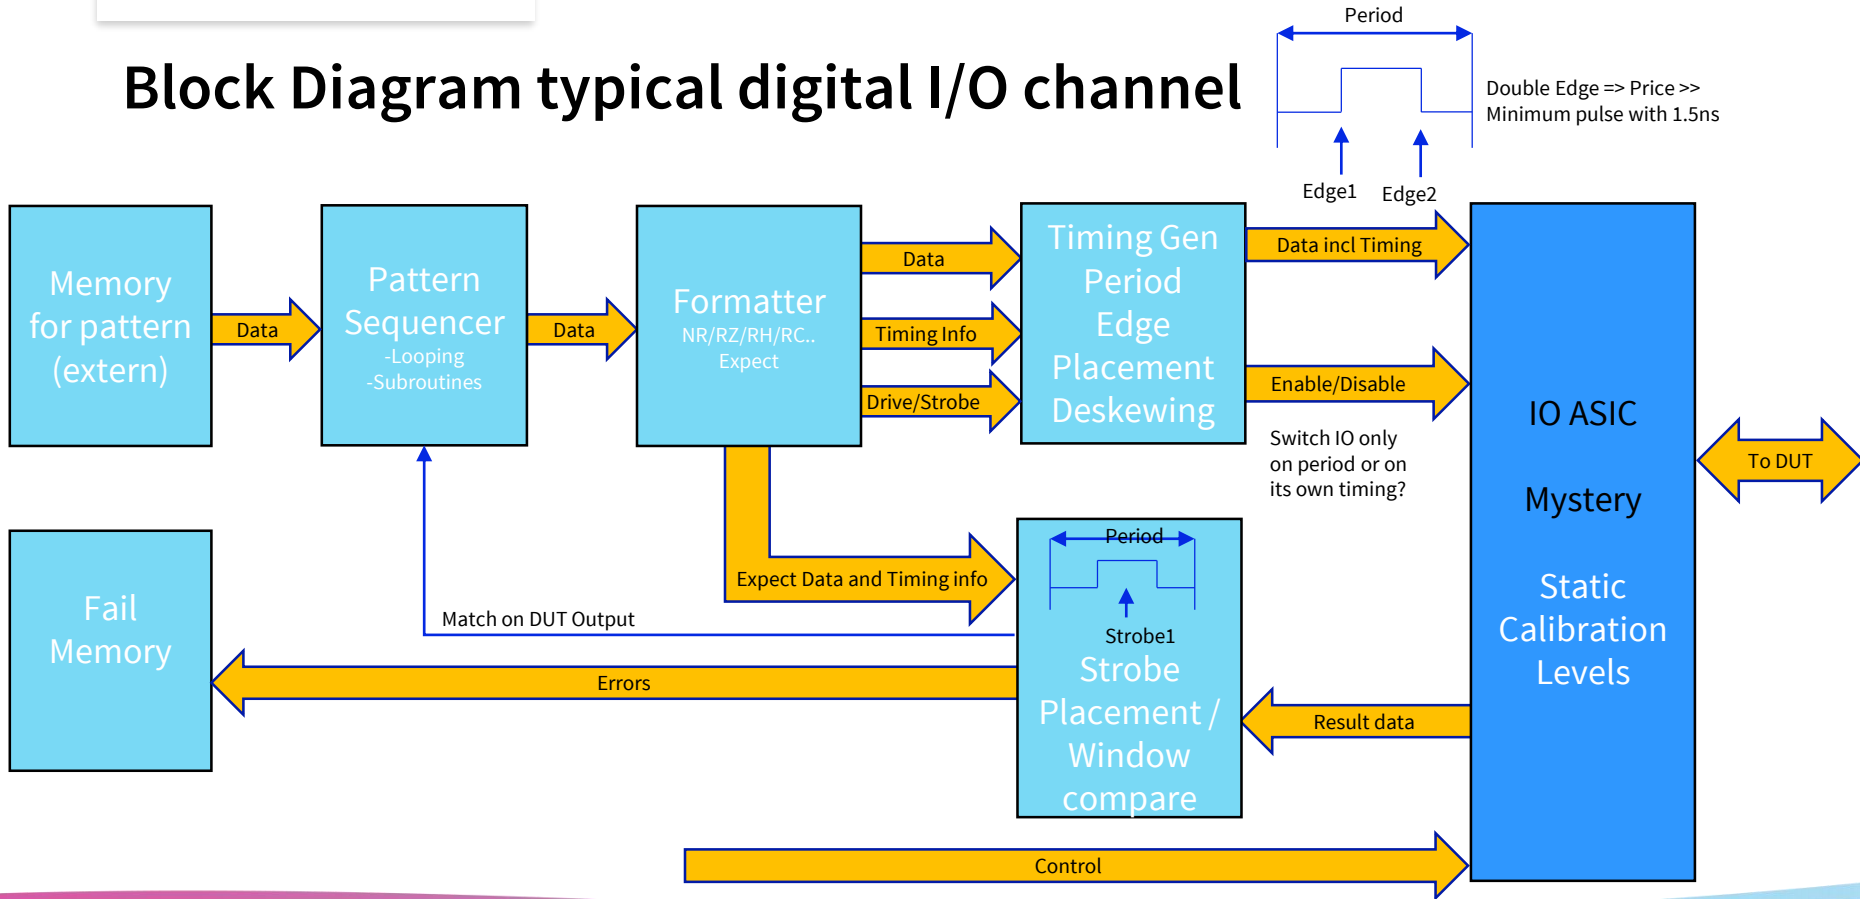 Block Diagram typical digital I/O channel
Period
Double Edge => Price >>
Minimum pulse with 1.5ns
Edge1
Edge2
Memory
for pattern
(extern)
Data
Pattern
Sequencer
-Looping
-Subroutines
Data
Formatter
NR/RZ/RH/RC..
Expect
Data
Timing Info
Drive/Strobe
Timing Gen
Period
Edge
Placement
Deskewing
Data incl Timing
Enable/Disable
Switch IO only
on period or on
its own timing?
IO ASIC
Mystery
Static
Calibration
Levels
To DUT
Fail
Memory
Expect Data and Timing info
Match on DUT Output
Errors
Period
Strobe1
Strobe
Placement /
Window
compare
Result data
Control